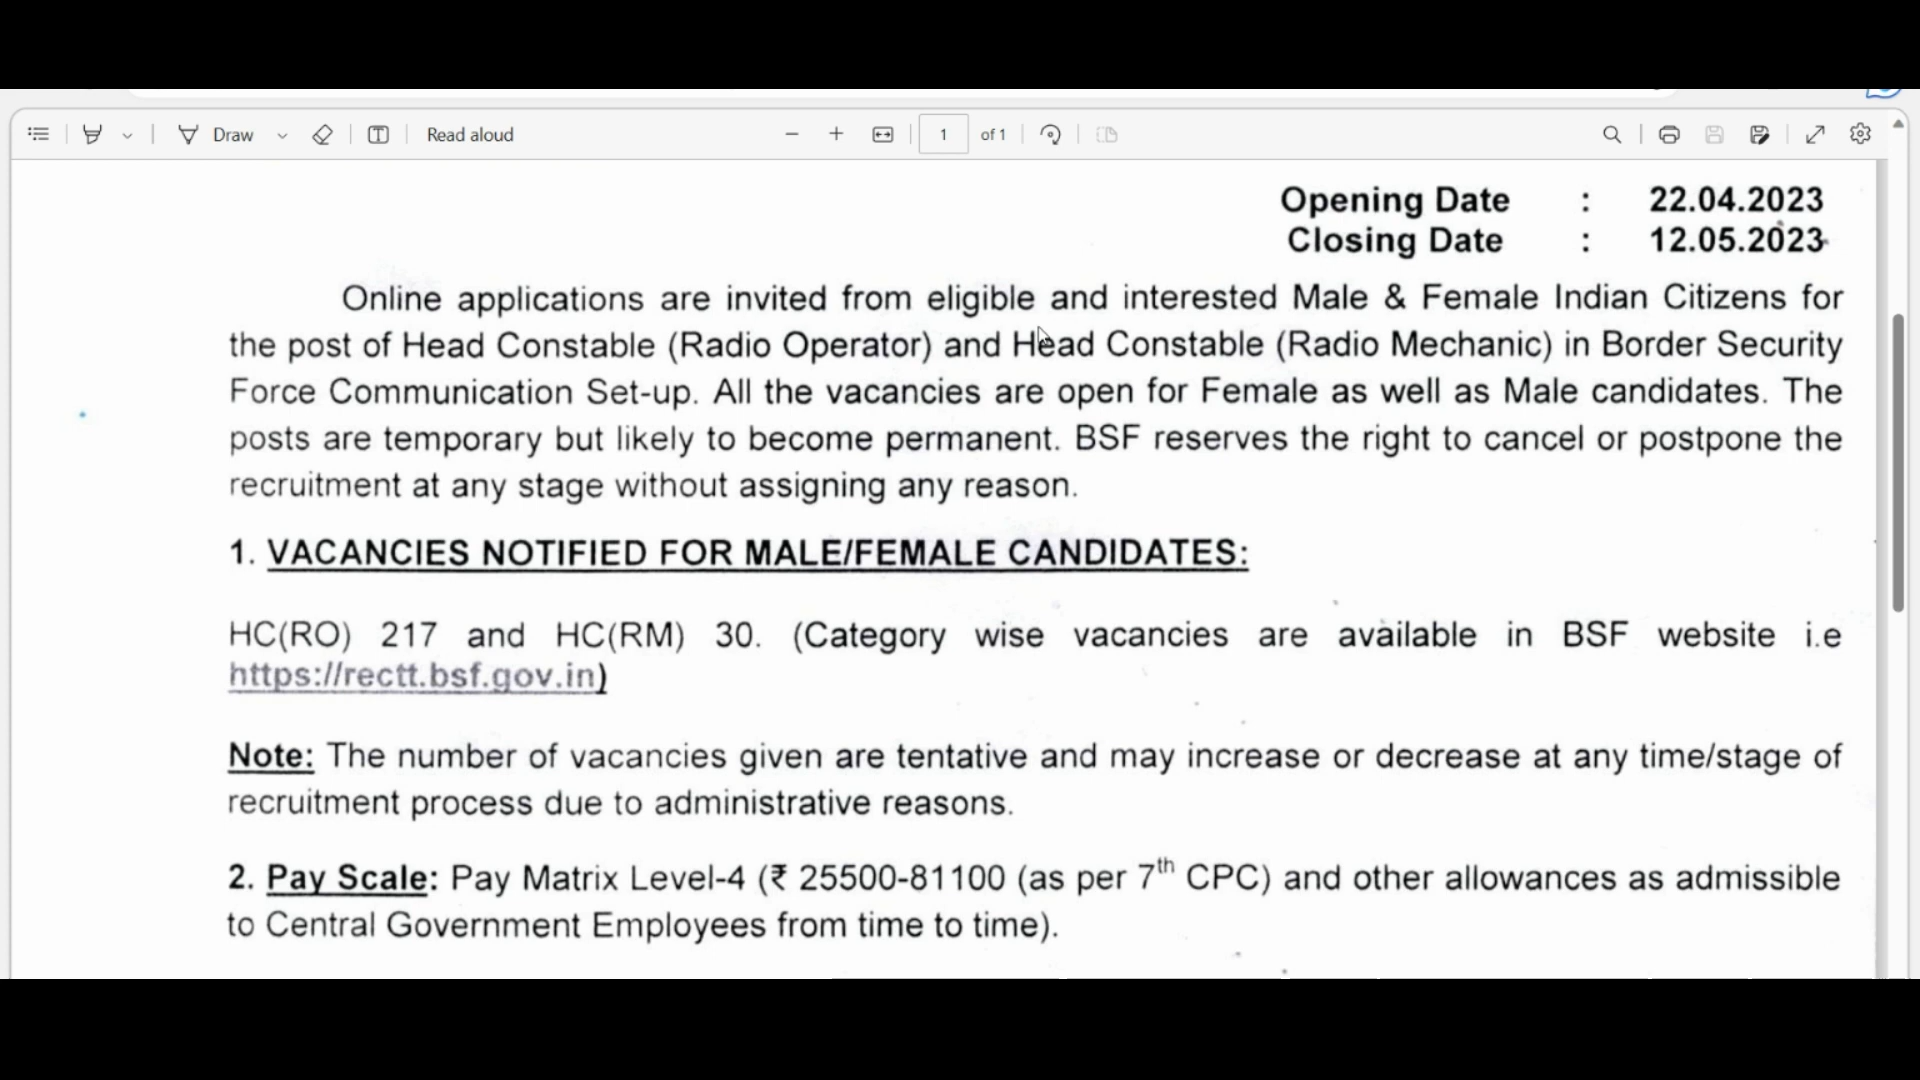 Draw
Read aloud
1 of 1
Opening Date : 22.04.2023
Closing Date : 12.05.2023
Online applications are invited from eligible and interested Male & Female Indian Citizens for
the post of Head Constable (Radio Operator) and Head Constable (Radio Mechanic) in Border Security
Force Communication Set-up. All the vacancies are open for Female as well as Male candidates. The
posts are temporary but likely to become permanent. BSF reserves the right to cancel or postpone the
recruitment at any stage without assigning any reason.
1. VACANCIES NOTIFIED FOR MALE/FEMALE CANDIDATES:
HC(RO) 217 and HC(RM) 30. (Category wise vacancies are available in BSF website i.e
https://rectt.bsf.gov.in)
Note: The number of vacancies given are tentative and may increase or decrease at any time/stage of
recruitment process due to administrative reasons.
2. Pay Scale: Pay Matrix Level-4 (₹ 25500-81100 (as per 7th CPC) and other allowances as admissible
to Central Government Employees from time to time).